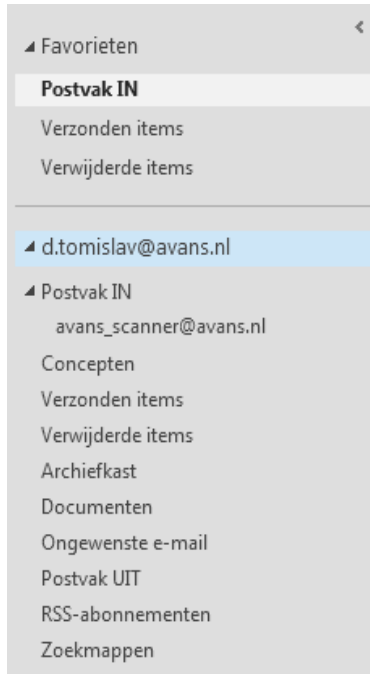 Favorieten
Postvak IN
Verzonden items
Verwijderde items
d.tomislav@avans.nl
Postvak IN
avans_scanner@avans.nl
Concepten
Verzonden items
Verwijderde items
Archiefkast
Documenten
Ongewenste e-mail
Postvak UIT
RSS-abonnementen
Zoekmappen